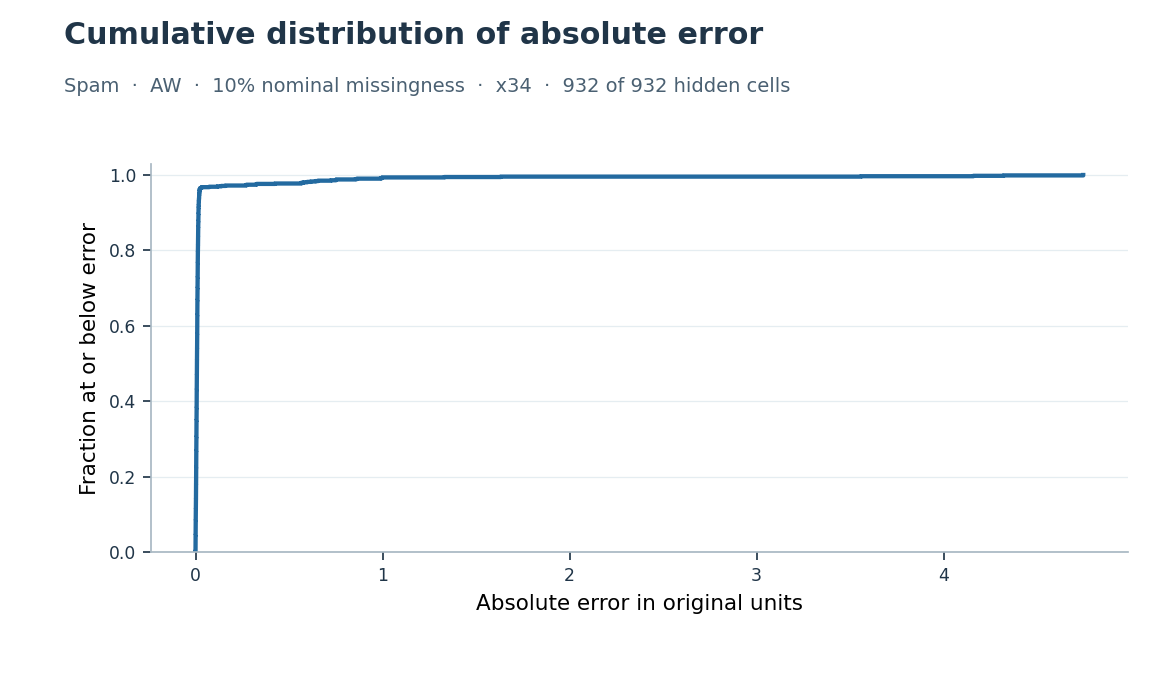 Cumulative distribution of absolute error
Spam · AW · 10% nominal missingness · x34 · 932 of 932 hidden cells
Fraction at or below error
1.0
0.8
0.6
0.4
0.2
0.0
0 1 2 3 4
Absolute error in original units